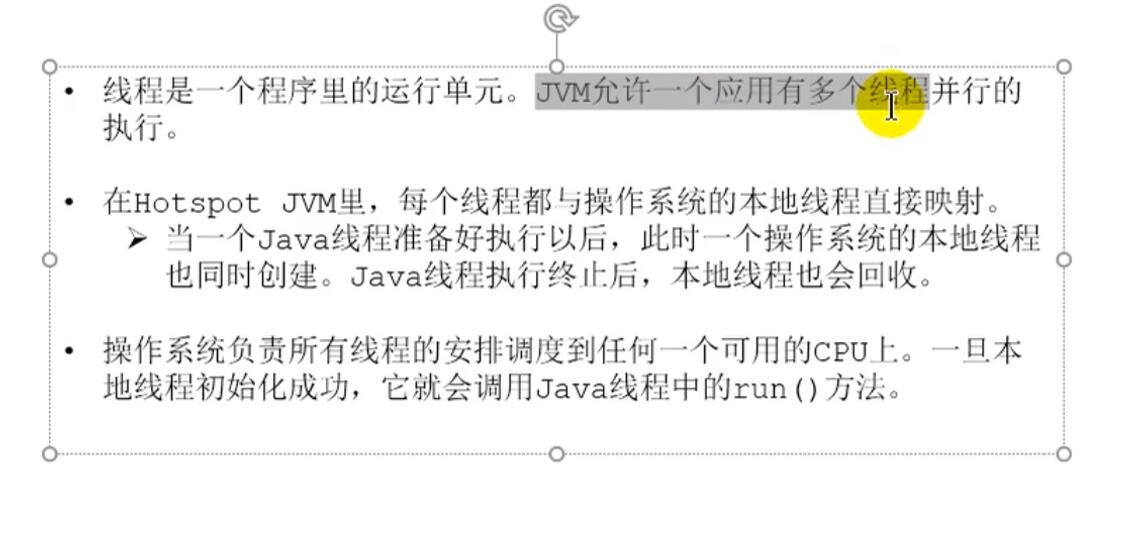 • 线程是一个程序里的运行单元。JVM允许一个应用有多个线程并行的
执行。
• 在Hotspot JVM里，每个线程都与操作系统的本地线程直接映射。
➢ 当一个Java线程准备好执行以后，此时一个操作系统的本地线程
也同时创建。Java线程执行终止后，本地线程也会回收。
• 操作系统负责所有线程的安排调度到任何一个可用的CPU上。一旦本
地线程初始化成功，它就会调用Java线程中的run()方法。